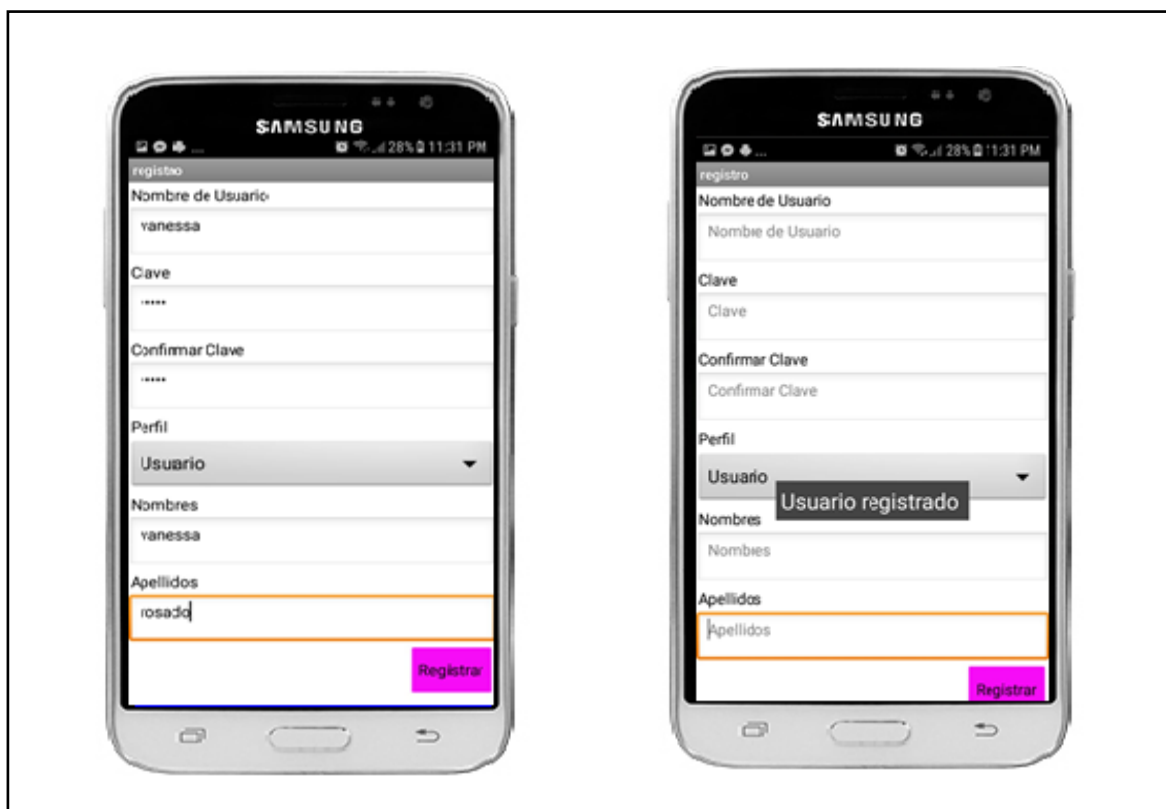 SAMSUNG
... 28% 11:31 PM
registro
Nombre de Usuario
vanessa
Clave
•••••
Confirmar Clave
•••••
Perfil
Usuario
Nombres
vanessa
Apellidos
rosado
Registrar
SAMSUNG
... 28% 11:31 PM
registro
Nombre de Usuario
Nombre de Usuario
Clave
Clave
Confirmar Clave
Confirmar Clave
Perfil
Usuario
Usuario registrado
Nombres
Nombres
Apellidos
Apellidos
Registrar